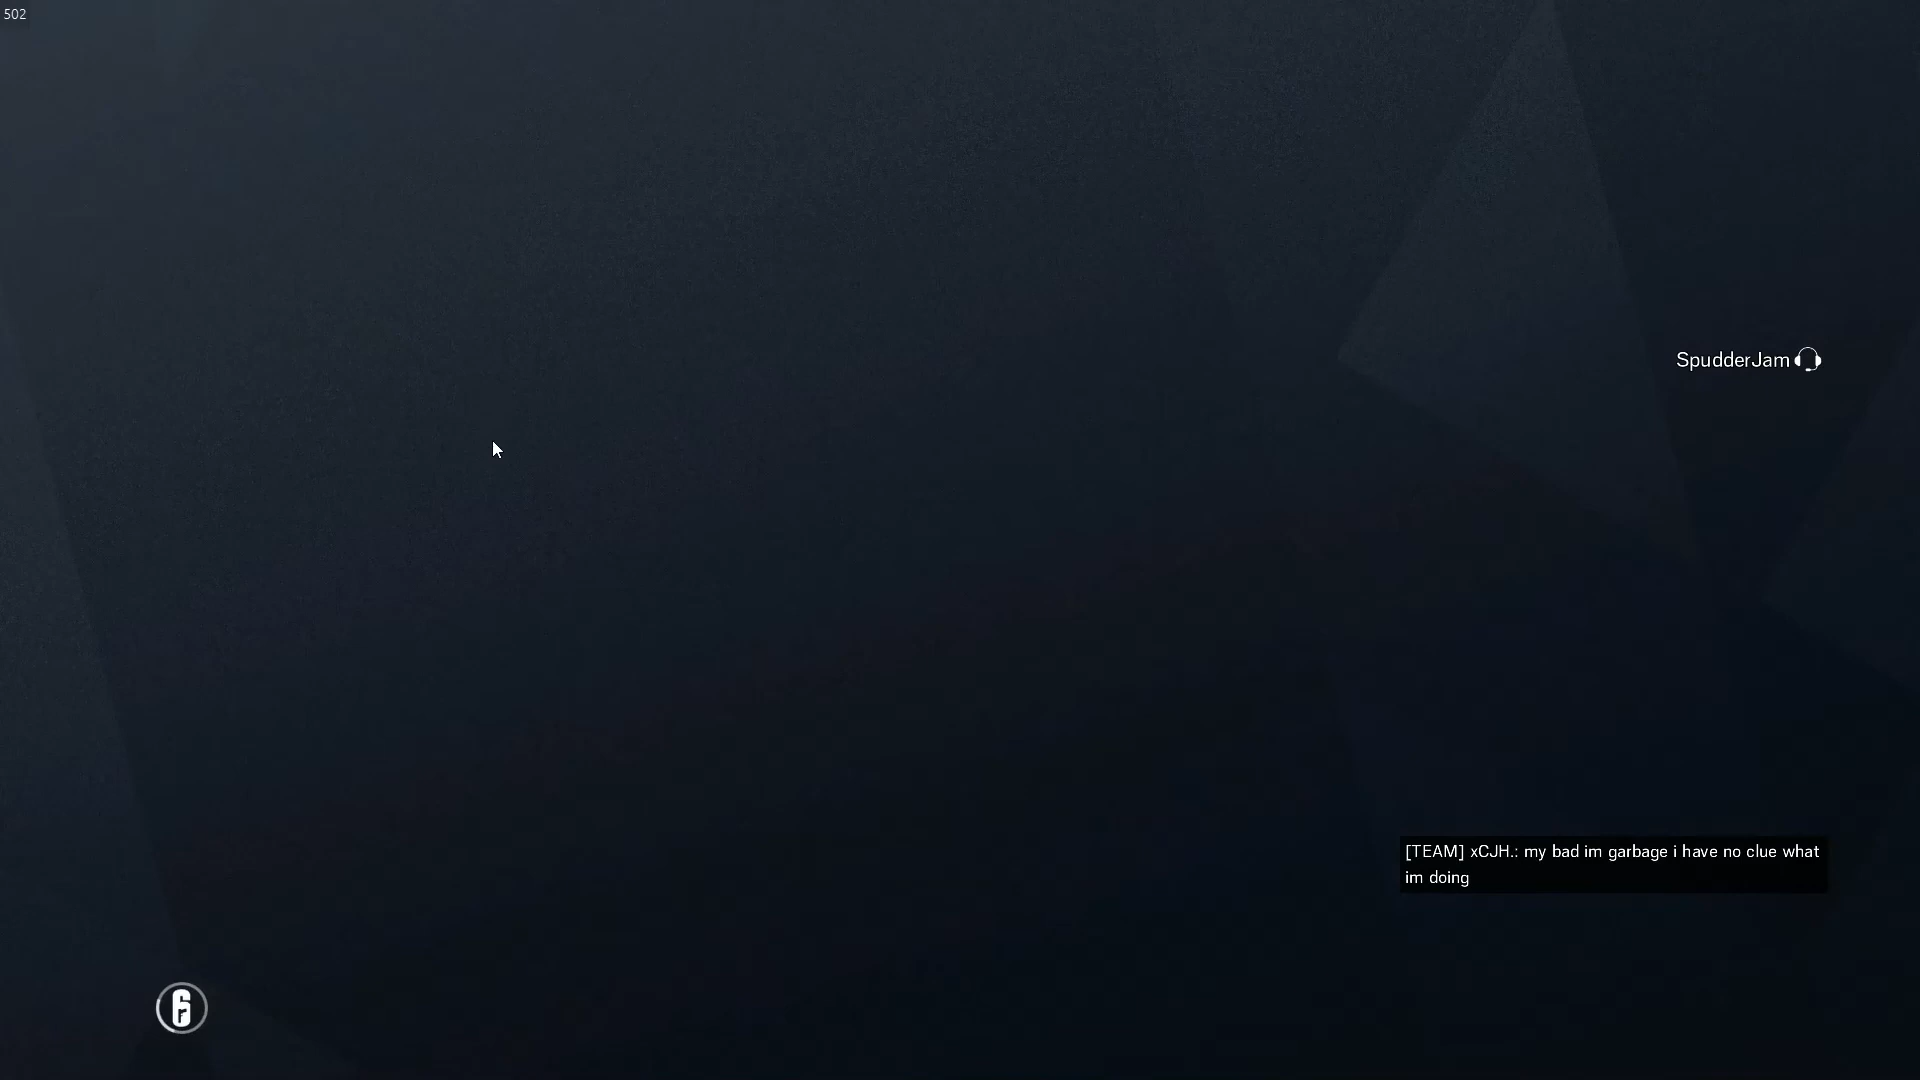 502
SpudderJam
[TEAM] xCJH.: my bad im garbage i have no clue what
im doing